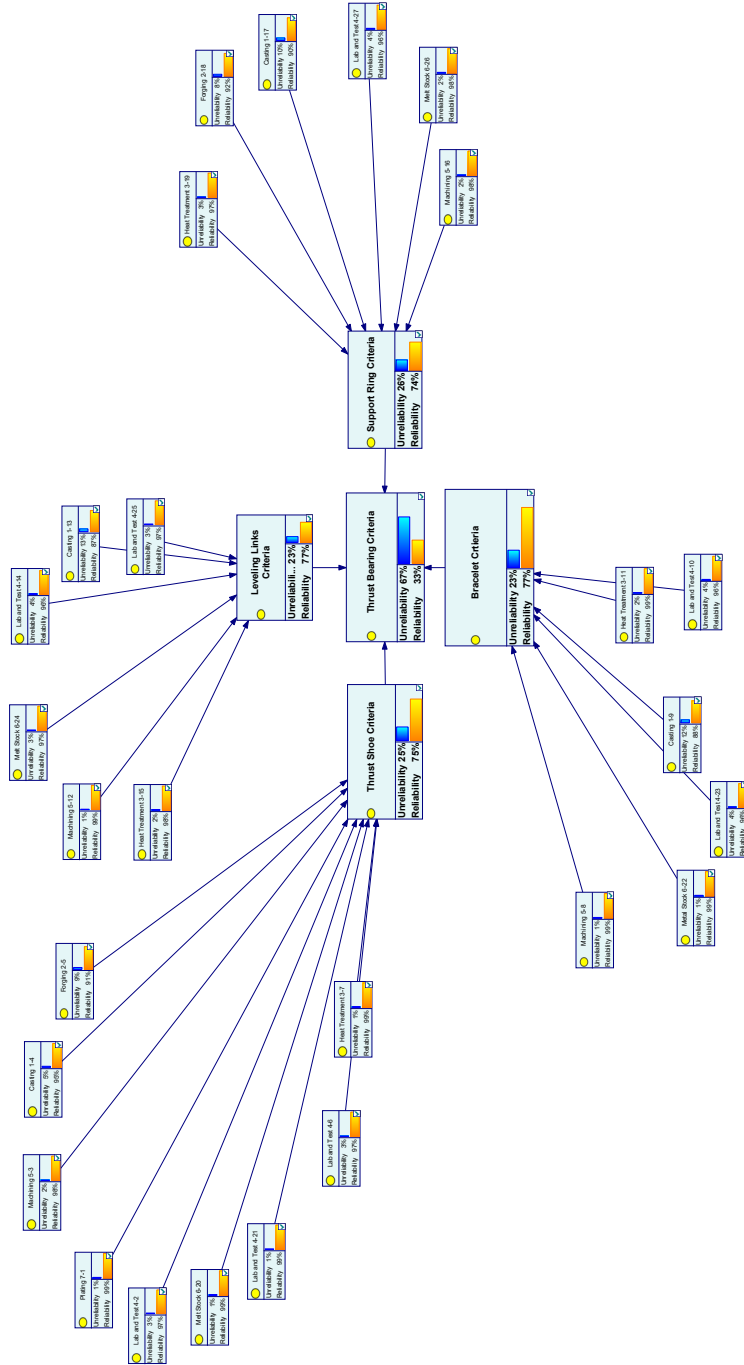 Lab and Test 4-27
Unreliability 4%
Reliability 96%
Casting 1-17
Unreliability 10%
Reliability 90%
Forging 2-18
Unreliability 8%
Reliability 92%
Melt Stock 6-26
Unreliability 2%
Reliability 98%
Heat Treatment 3-19
Unreliability 3%
Reliability 97%
Machining 5-16
Unreliability 2%
Reliability 98%
Support Ring Criteria
Unreliability 26%
Reliability 74%
Lab and Test 4-14
Unreliability 4%
Reliability 96%
Casting 1-13
Unreliability 13%
Reliability 87%
Lab and Test 4-25
Unreliability 3%
Reliability 97%
Leveling Links
Criteria
Unreliabili... 23%
Reliability 77%
Thrust Bearing Criteria
Unreliability 67%
Reliability 33%
Bracelet Criteria
Unreliability 23%
Reliability 77%
Heat Treatment 3-11
Unreliability 2%
Reliability 99%
Lab and Test 4-10
Unreliability 4%
Reliability 96%
Melt Stock 6-24
Unreliability 3%
Reliability 97%
Machining 5-12
Unreliability 1%
Reliability 99%
Heat Treatment 3-15
Unreliability 2%
Reliability 98%
Thrust Shoe Criteria
Unreliability 25%
Reliability 75%
Casting 1-9
Unreliability 12%
Reliability 88%
Lab and Test 4-23
Unreliability 4%
Reliability 96%
Metal Stock 6-22
Unreliability 1%
Reliability 99%
Machining 5-8
Unreliability 1%
Reliability 99%
Forging 2-5
Unreliability 9%
Reliability 91%
Casting 1-4
Unreliability 5%
Reliability 95%
Heat Treatment 3-7
Unreliability 1%
Reliability 99%
Machining 5-3
Unreliability 2%
Reliability 98%
Lab and Test 4-6
Unreliability 3%
Reliability 97%
Plating 7-1
Unreliability 1%
Reliability 99%
Lab and Test 4-21
Unreliability 1%
Reliability 99%
Lab and Test 4-2
Unreliability 3%
Reliability 97%
Melt Stock 6-20
Unreliability 1%
Reliability 99%